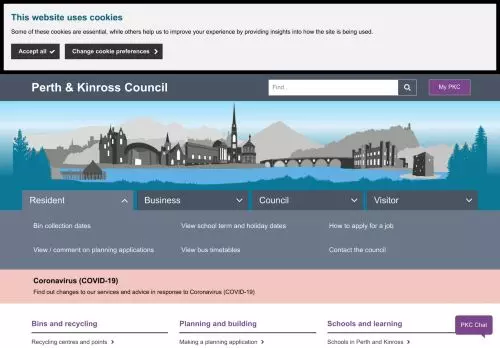 This website uses cookies
Some of these cookies are essential, while others help us to improve your experience by providing insights into how the site is being used.
Accept all
Change cookie preferences
Perth & Kinross Council
Find
My PKC
Resident
Business
Council
Visitor
Bin collection dates
View school term and holiday dates
How to apply for a job
View / comment on planning applications
View bus timetables
Contact the council
Coronavirus (COVID-19)
Find out changes to our services and advice in response to Coronavirus (COVID-19)
PKC Chat
Bins and recycling
Planning and building
Schools and learning
Recycling centres and points
Making a planning application
Schools in Perth and Kinross